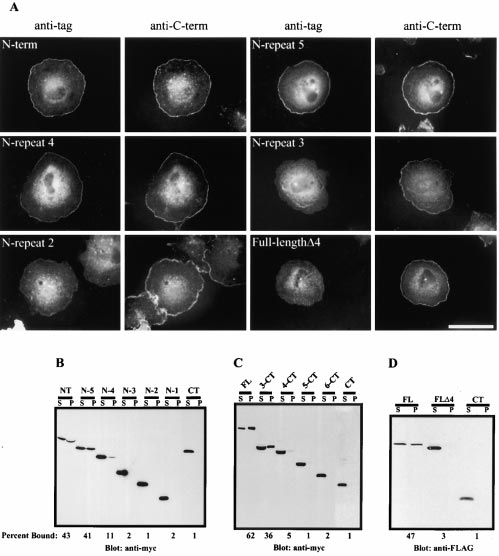 A
anti-tag anti-C-term anti-tag anti-C-term
N-term N-repeat 5
N-repeat 4 N-repeat 3
N-repeat 2 Full-lengthΔ4
B
NT N-5 N-4 N-3 N-2 N-1 CT
S P S P S P S P S P S P S P
Percent Bound: 43 41 11 2 1 2 1
Blot: anti-myc
C
FL 3-CT 4-CT 5-CT 6-CT CT
S P S P S P S P S P S P
62 36 5 1 2 1
Blot: anti-myc
D
FL FLΔ4 CT
S P S P S P
47 3 1
Blot: anti-FLAG